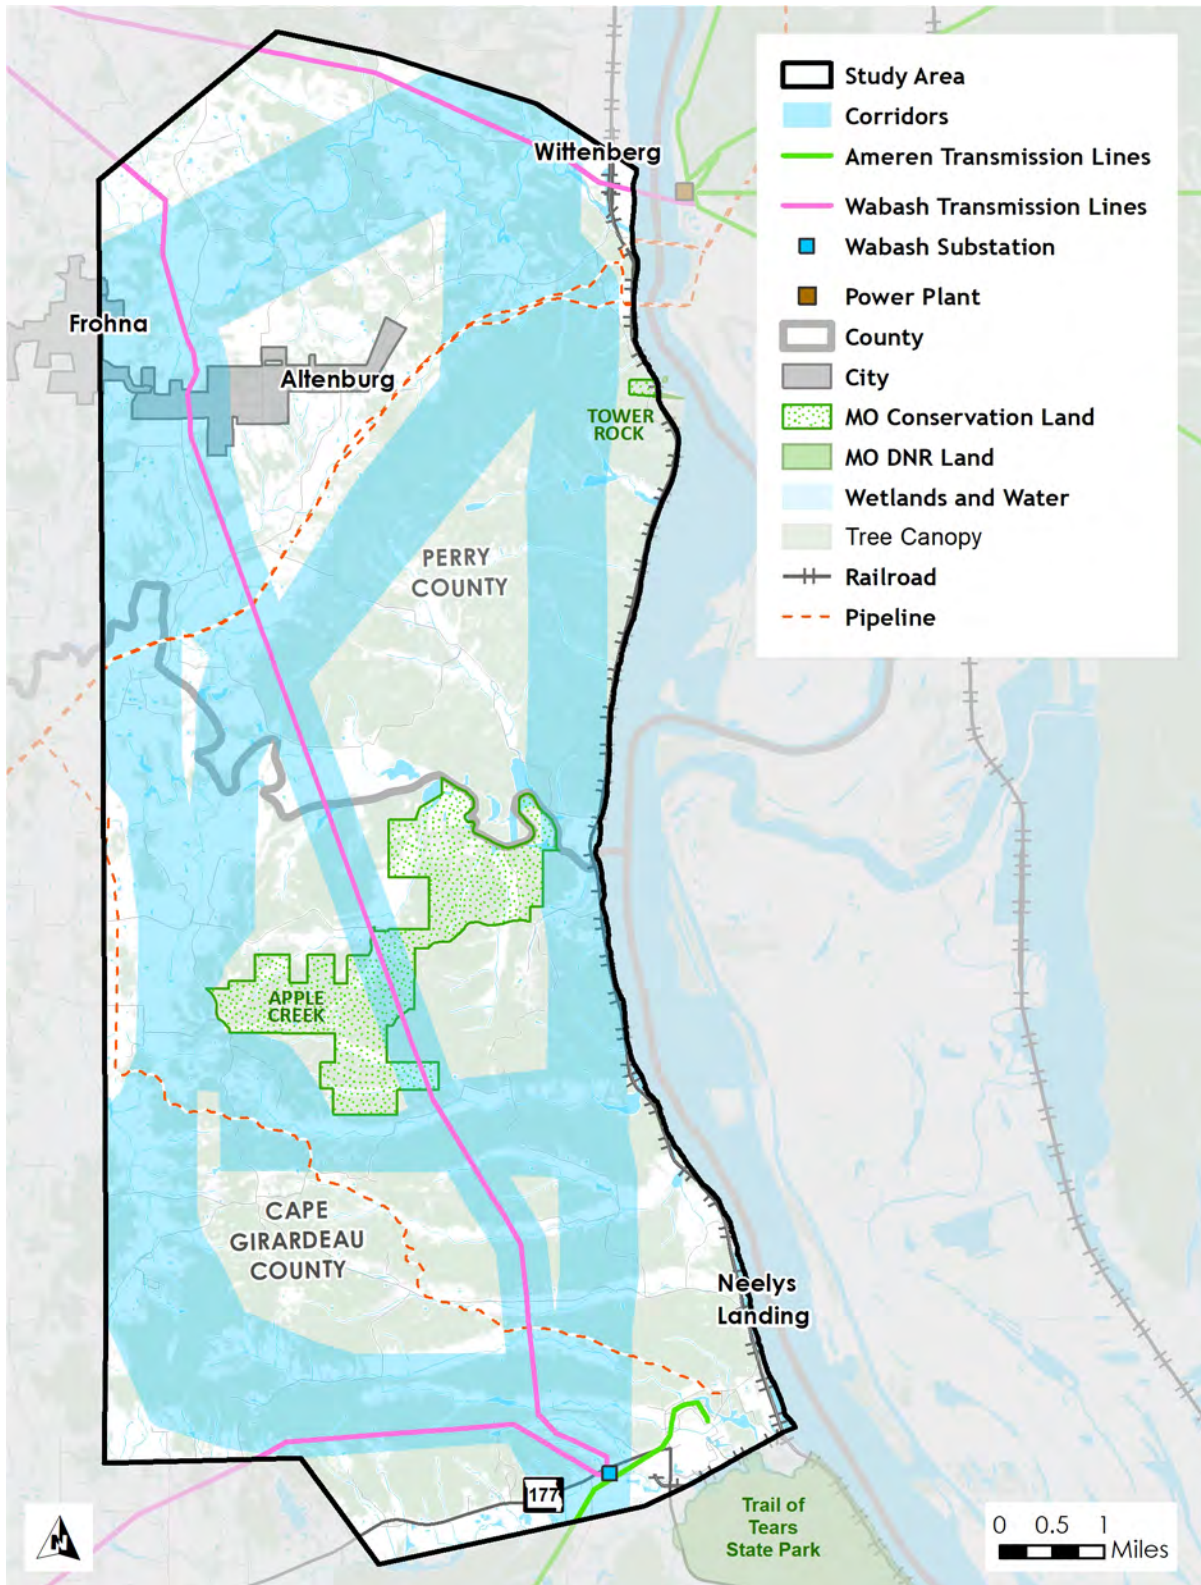 Study Area
Corridors
Ameren Transmission Lines
Wabash Transmission Lines
Wabash Substation
Power Plant
County
City
MO Conservation Land
MO DNR Land
Wetlands and Water
Tree Canopy
Railroad
Pipeline
Wittenberg
Frohna
Altenburg
TOWER
ROCK
PERRY
COUNTY
APPLE
CREEK
CAPE
GIRARDEAU
COUNTY
Neelys
Landing
177
Trail of
Tears
State Park
N
0 0.5 1
Miles